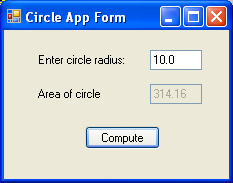 Circle App Form
Enter circle radius: 10.0
Area of circle 314.16
Compute